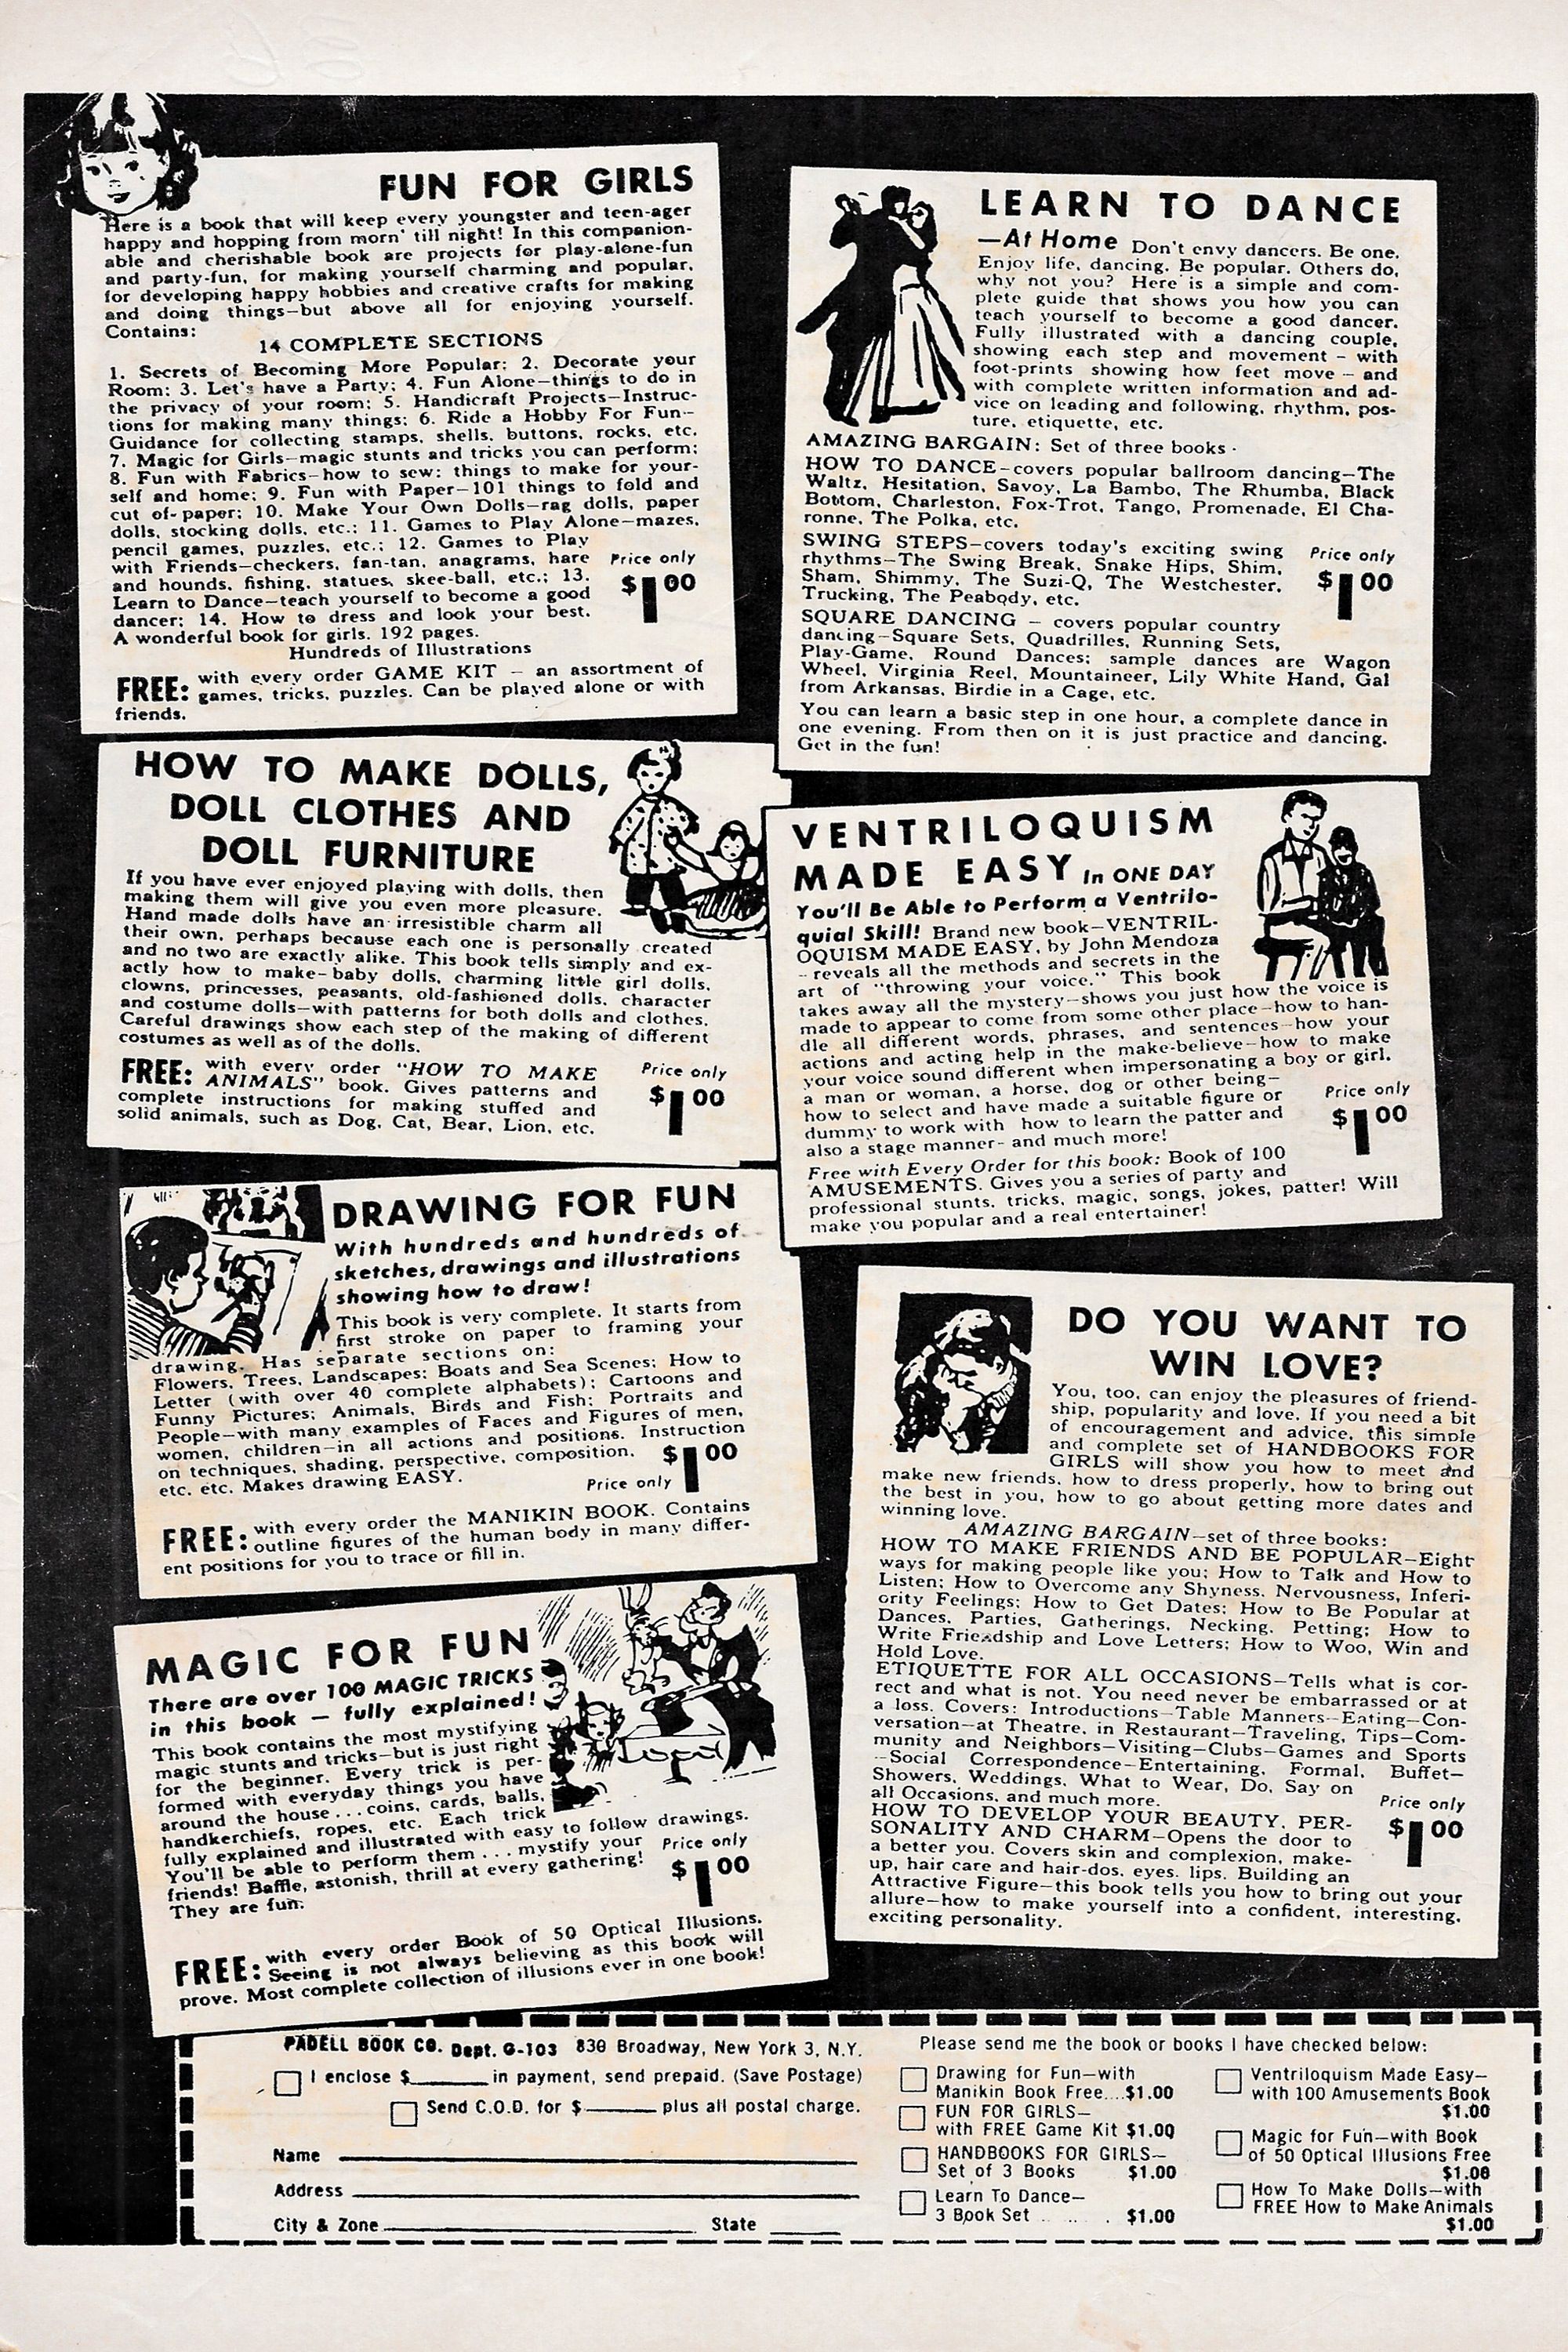 FUN FOR GIRLS
Here is a book that will keep every youngster and teen-ager
happy and hopping from morn' till night! In this companion-
able and cherishable book are projects for play-alone-fun
and party-fun, for making yourself charming and popular,
for developing happy hobbies and creative crafts for making
and doing things—but above all for enjoying yourself.
Contains:
14 COMPLETE SECTIONS
1. Secrets of Becoming More Popular; 2. Decorate your
Room; 3. Let's have a Party; 4. Fun Alone—things to do in
the privacy of your room; 5. Handicraft Projects—Instruc-
tions for making many things; 6. Ride a Hobby For Fun—
Guidance for collecting stamps, shells, buttons, rocks, etc.
7. Magic for Girls—magic stunts and tricks you can perform;
8. Fun with Fabrics—how to sew: things to make for your-
self and home; 9. Fun with Paper—101 things to fold and
cut of-paper; 10. Make Your Own Dolls—rag dolls, paper
dolls, stocking dolls, etc.; 11. Games to Play Alone—mazes,
pencil games, puzzles, etc.; 12. Games to Play
with Friends—checkers, fan-tan, anagrams, hare
and hounds, fishing, statues, skee-ball, etc.; 13.
Learn to Dance—teach yourself to become a good
dancer; 14. How to dress and look your best.
A wonderful book for girls. 192 pages.
Hundreds of Illustrations
Price only
$1.00
FREE: with every order GAME KIT — an assortment of
games, tricks, puzzles. Can be played alone or with
friends.
LEARN TO DANCE
—At Home Don't envy dancers. Be one.
Enjoy life, dancing. Be popular. Others do,
why not you? Here is a simple and com-
plete guide that shows you how you can
teach yourself to become a good dancer.
Fully illustrated with a dancing couple,
showing each step and movement — with
foot-prints showing how feet move — and
with complete written information and ad-
vice on leading and following, rhythm, pos-
ture, etiquette, etc.
AMAZING BARGAIN: Set of three books
HOW TO DANCE—covers popular ballroom dancing—The
Waltz, Hesitation, Savoy, La Bambo, The Rhumba, Black
Bottom, Charleston, Fox-Trot, Tango, Promenade, El Cha-
ronne, The Polka, etc.
SWING STEPS—covers today's exciting swing
rhythms—The Swing Break, Snake Hips, Shim,
Sham, Shimmy, The Suzi-Q, The Westchester,
Trucking, The Peabody, etc.
Price only
$1.00
SQUARE DANCING — covers popular country
dancing—Square Sets, Quadrilles, Running Sets,
Play-Game, Round Dances; sample dances are Wagon
Wheel, Virginia Reel, Mountaineer, Lily White Hand, Gal
from Arkansas, Birdie in a Cage, etc.
You can learn a basic step in one hour, a complete dance in
one evening. From then on it is just practice and dancing.
Get in the fun!
HOW TO MAKE DOLLS,
DOLL CLOTHES AND
DOLL FURNITURE
If you have ever enjoyed playing with dolls, then
making them will give you even more pleasure.
Hand made dolls have an irresistible charm all
their own, perhaps because each one is personally created
and no two are exactly alike. This book tells simply and ex-
actly how to make—baby dolls, charming little girl dolls,
clowns, princesses, peasants, old-fashioned dolls, character
and costume dolls—with patterns for both dolls and clothes.
Careful drawings show each step of the making of different
costumes as well as of the dolls.
FREE: with every order "HOW TO MAKE
ANIMALS" book. Gives patterns and
complete instructions for making stuffed and
solid animals, such as Dog, Cat, Bear, Lion, etc.
Price only
$1.00
VENTRILOQUISM
MADE EASY In ONE DAY
You'll Be Able to Perform a Ventrilo-
quial Skill! Brand new book—VENTRIL-
OQUISM MADE EASY, by John Mendoza
—reveals all the methods and secrets in the
art of "throwing your voice." This book
takes away all the mystery—shows you just how the voice is
made to appear to come from some other place—how to han-
dle all different words, phrases, and sentences—how your
actions and acting help in the make-believe—how to make
your voice sound different when impersonating a boy or girl,
a man or woman, a horse, dog or other being—
how to select and have made a suitable figure or
dummy to work with how to learn the patter and
also a stage manner- and much more!
Price only
$1.00
Free with Every Order for this book: Book of 100
AMUSEMENTS. Gives you a series of party and
professional stunts, tricks, magic, songs, jokes, patter! Will
make you popular and a real entertainer!
DRAWING FOR FUN
With hundreds and hundreds of
sketches, drawings and illustrations
showing how to draw!
This book is very complete. It starts from
first stroke on paper to framing your
drawing. Has separate sections on:
Flowers, Trees, Landscapes; Boats and Sea Scenes; How to
Letter (with over 40 complete alphabets); Cartoons and
Funny Pictures; Animals, Birds and Fish; Portraits and
People—with many examples of Faces and Figures of men,
women, children—in all actions and positions. Instruction
on techniques, shading, perspective, composition,
etc. etc. Makes drawing EASY.
Price only $1.00
FREE: with every order the MANIKIN BOOK. Contains
outline figures of the human body in many differ-
ent positions for you to trace or fill in.
DO YOU WANT TO
WIN LOVE?
You, too, can enjoy the pleasures of friend-
ship, popularity and love. If you need a bit
of encouragement and advice, this simple
and complete set of HANDBOOKS FOR
GIRLS will show you how to meet and
make new friends, how to dress properly, how to bring out
the best in you, how to go about getting more dates and
winning love.
AMAZING BARGAIN—set of three books:
HOW TO MAKE FRIENDS AND BE POPULAR—Eight
ways for making people like you; How to Talk and How to
Listen; How to Overcome any Shyness, Nervousness, Inferi-
ority Feelings; How to Get Dates; How to Be Popular at
Dances, Parties, Gatherings, Necking, Petting; How to
Write Friendship and Love Letters; How to Woo, Win and
Hold Love.
ETIQUETTE FOR ALL OCCASIONS—Tells what is cor-
rect and what is not. You need never be embarrassed or at
a loss. Covers: Introductions—Table Manners—Eating—Con-
versation—at Theatre, in Restaurant—Traveling, Tips—Com-
munity and Neighbors—Visiting—Clubs—Games and Sports
—Social Correspondence—Entertaining, Formal, Buffet—
Showers, Weddings, What to Wear, Do, Say on
all Occasions, and much more.
HOW TO DEVELOP YOUR BEAUTY, PER-
SONALITY AND CHARM—Opens the door to
a better you. Covers skin and complexion, make-
up, hair care and hair-dos, eyes, lips. Building an
Attractive Figure—this book tells you how to bring out your
allure—how to make yourself into a confident, interesting,
exciting personality.
Price only
$1.00
MAGIC FOR FUN
There are over 100 MAGIC TRICKS
in this book — fully explained!
This book contains the most mystifying
magic stunts and tricks—but is just right
for the beginner. Every trick is per-
formed with everyday things you have
around the house . . . coins, cards, balls,
handkerchiefs, ropes, etc. Each trick
fully explained and illustrated with easy to follow drawings.
You'll be able to perform them . . . mystify your
friends! Baffle, astonish, thrill at every gathering!
They are fun.
Price only
$1.00
FREE: with every order Book of 50 Optical Illusions.
Seeing is not always believing as this book will
prove. Most complete collection of illusions ever in one book!
PADELL BOOK CO. Dept. G-103 830 Broadway, New York 3, N.Y.
I enclose $ in payment, send prepaid. (Save Postage)
Send C.O.D. for $ plus all postal charge.
Name
Address
City & Zone State
Please send me the book or books I have checked below:
Drawing for Fun—with
Manikin Book Free....$1.00
FUN FOR GIRLS—
with FREE Game Kit $1.00
HANDBOOKS FOR GIRLS—
Set of 3 Books $1.00
Learn To Dance—
3 Book Set $1.00
Ventriloquism Made Easy—
with 100 Amusements Book
$1.00
Magic for Fun—with Book
of 50 Optical Illusions Free
$1.00
How To Make Dolls—with
FREE How to Make Animals
$1.00